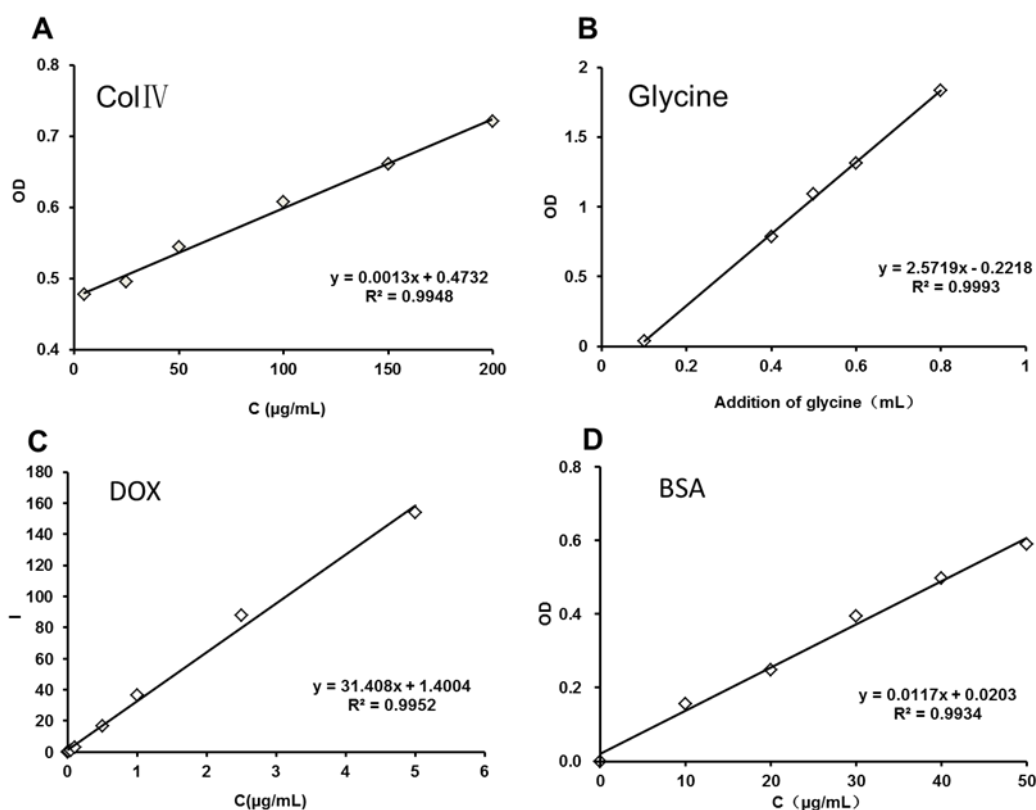 A
0.8
0.7
0.6
0.5
0.4
OD
ColⅣ
y = 0.0013x + 0.4732
R² = 0.9948
0
50
100
150
200
C (µg/mL)
B
2
1.5
1
0.5
0
OD
Glycine
y = 2.5719x - 0.2218
R² = 0.9993
0
0.2
0.4
0.6
0.8
1
Addition of glycine（mL）
C
180
160
140
120
100
80
60
40
20
0
I
DOX
y = 31.408x + 1.4004
R² = 0.9952
0
1
2
3
4
5
6
C(µg/mL)
D
0.8
0.6
0.4
0.2
0.0
OD
BSA
y = 0.0117x + 0.0203
R² = 0.9934
0
10
20
30
40
50
C（µg/mL）